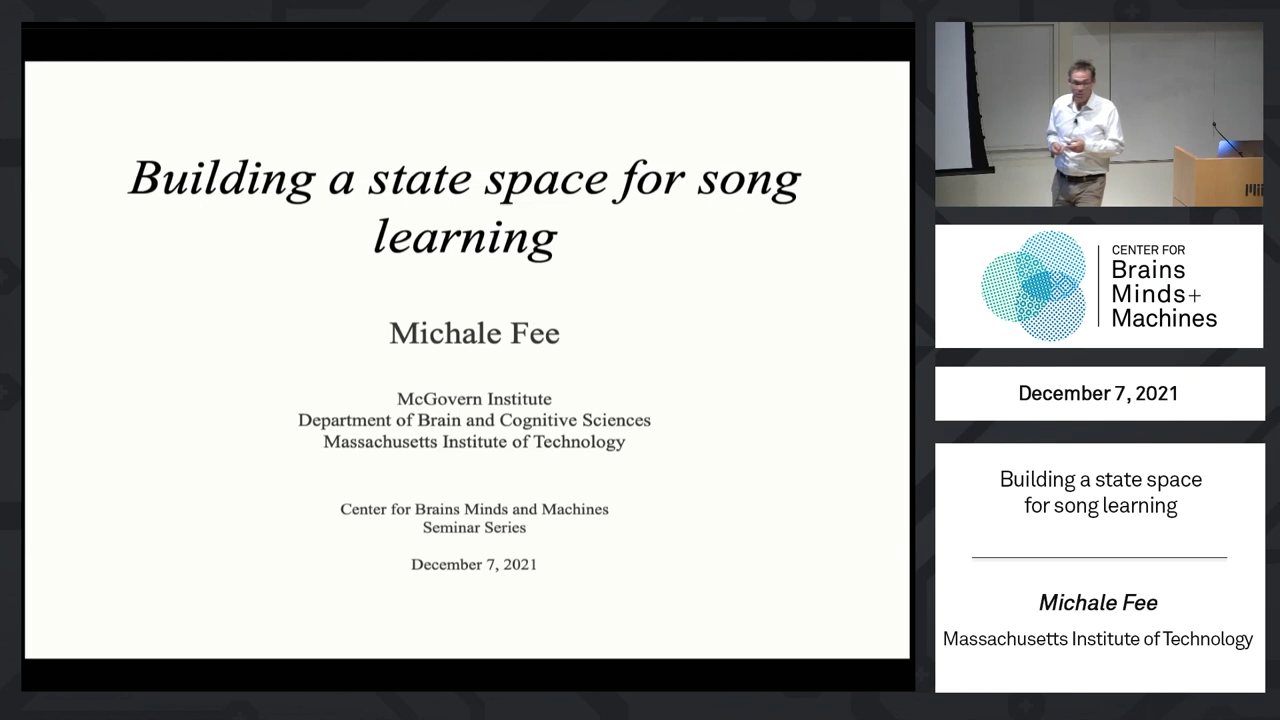 Building a state space for song
learning
Michale Fee
McGovern Institute
Department of Brain and Cognitive Sciences
Massachusetts Institute of Technology
Center for Brains Minds and Machines
Seminar Series
December 7, 2021
MIT
CENTER FOR
Brains
Minds+
Machines
December 7, 2021
Building a state space
for song learning
Michale Fee
Massachusetts Institute of Technology